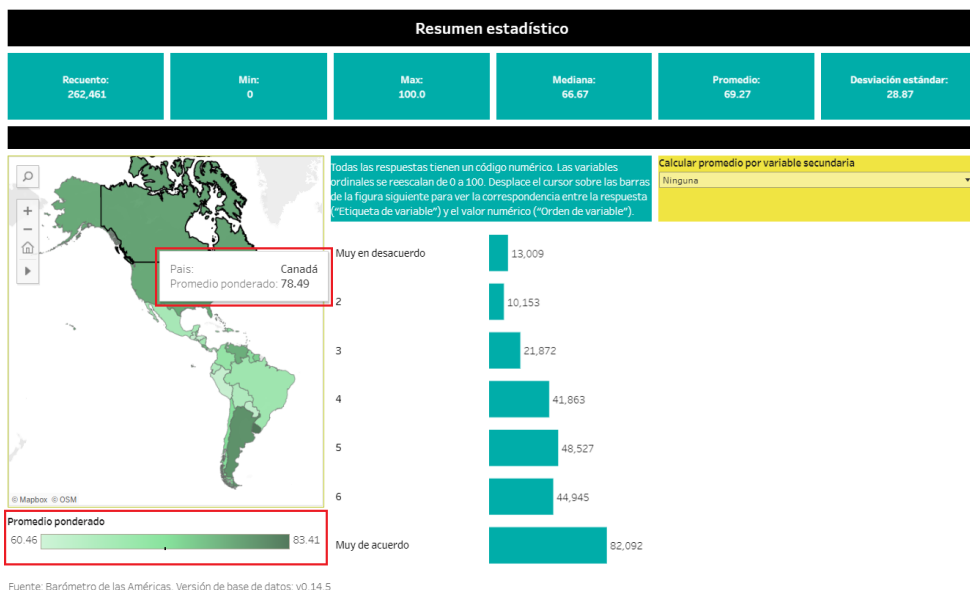 Resumen estadístico
Recuento:
262,461
Min:
0
Max:
100.0
Mediana:
66.67
Promedio:
69.27
Desviación estándar:
28.87
Todas las respuestas tienen un código numérico. Las variables
ordinales se reescalan de 0 a 100. Desplace el cursor sobre las barras
de la figura siguiente para ver la correspondencia entre la respuesta
("Etiqueta de variable") y el valor numérico ("Orden de variable").
Calcular promedio por variable secundaria
Ninguna
Pais: Canadá
Promedio ponderado: 78.49
© Mapbox © OSM
Promedio ponderado
60.46 83.41
Muy en desacuerdo 13,009
2 10,153
3 21,872
4 41,863
5 48,527
6 44,945
Muy de acuerdo 82,092
Fuente: Barómetro de las Américas. Versión de base de datos: v0.14.5